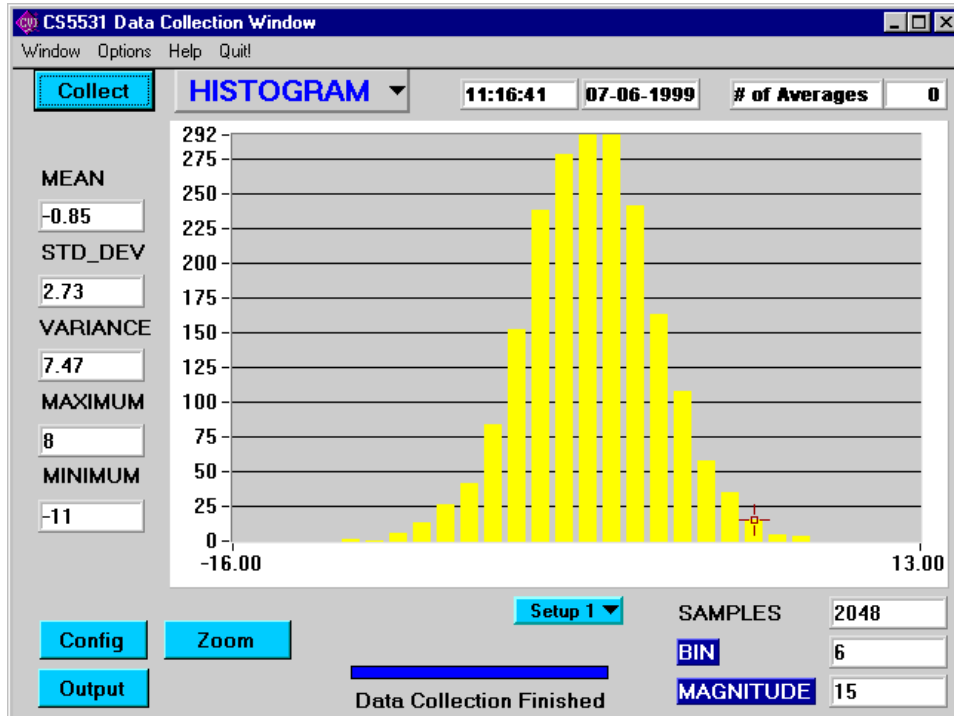 CVI CS5531 Data Collection Window
Window Options Help Quit!
Collect HISTOGRAM 11:16:41 07-06-1999 # of Averages 0
292
275
250
225
200
175
150
125
100
75
50
25
0
-16.00 13.00
MEAN
-0.85
STD_DEV
2.73
VARIANCE
7.47
MAXIMUM
8
MINIMUM
-11
Setup 1
SAMPLES 2048
Config Zoom
BIN 6
Output
Data Collection Finished
MAGNITUDE 15